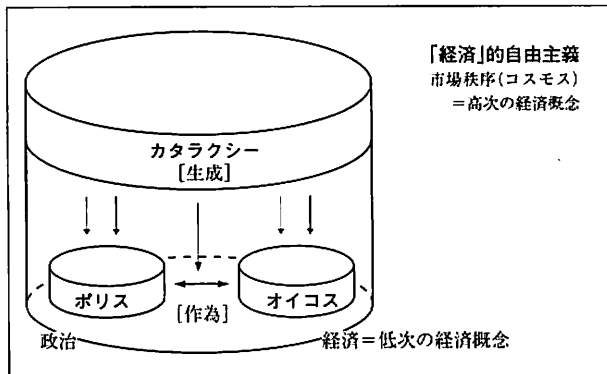 「経済」的自由主義
市場秩序(コスモス)
＝高次の経済概念
カタラクシー
[生成]
ポリス
オイコス
[作為]
政治
経済＝低次の経済概念